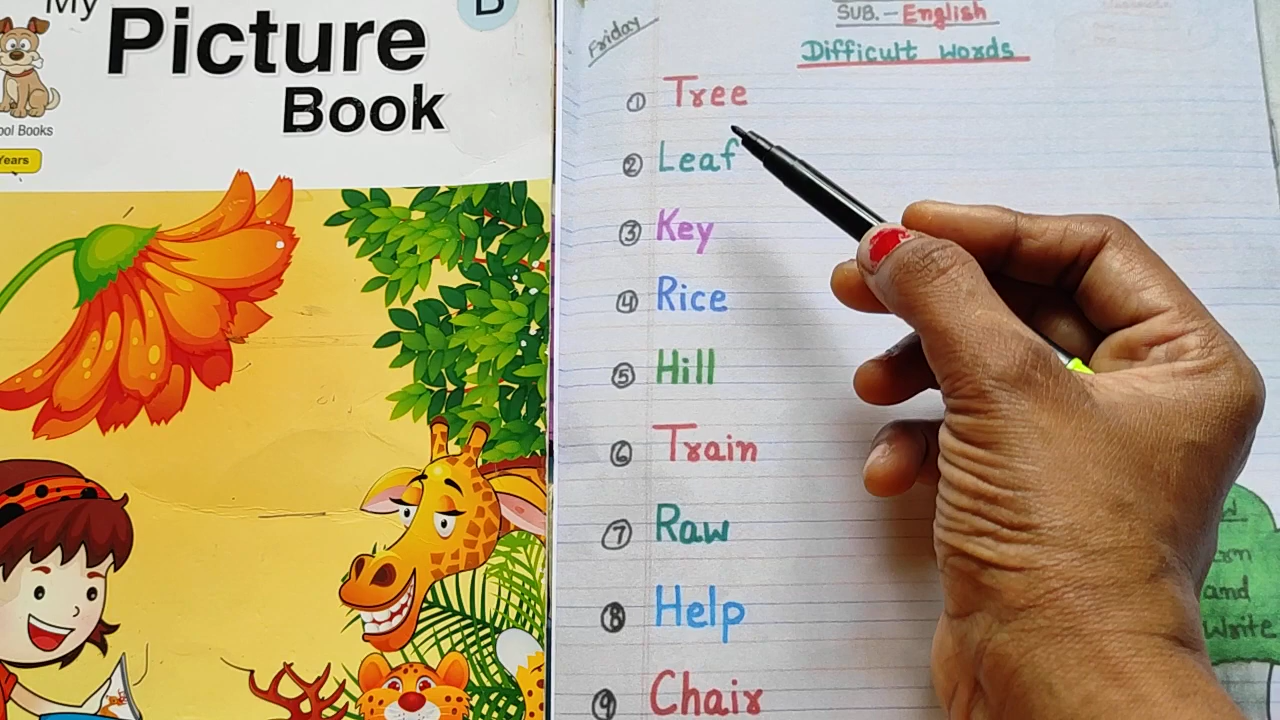 My
Picture
Book
B
ool Books
Years
Friday
SUB. - English
Difficult words
① Tree
② Leaf
③ Key
④ Rice
⑤ Hill
⑥ Train
⑦ Raw
⑧ Help
⑨ Chair
and
Write